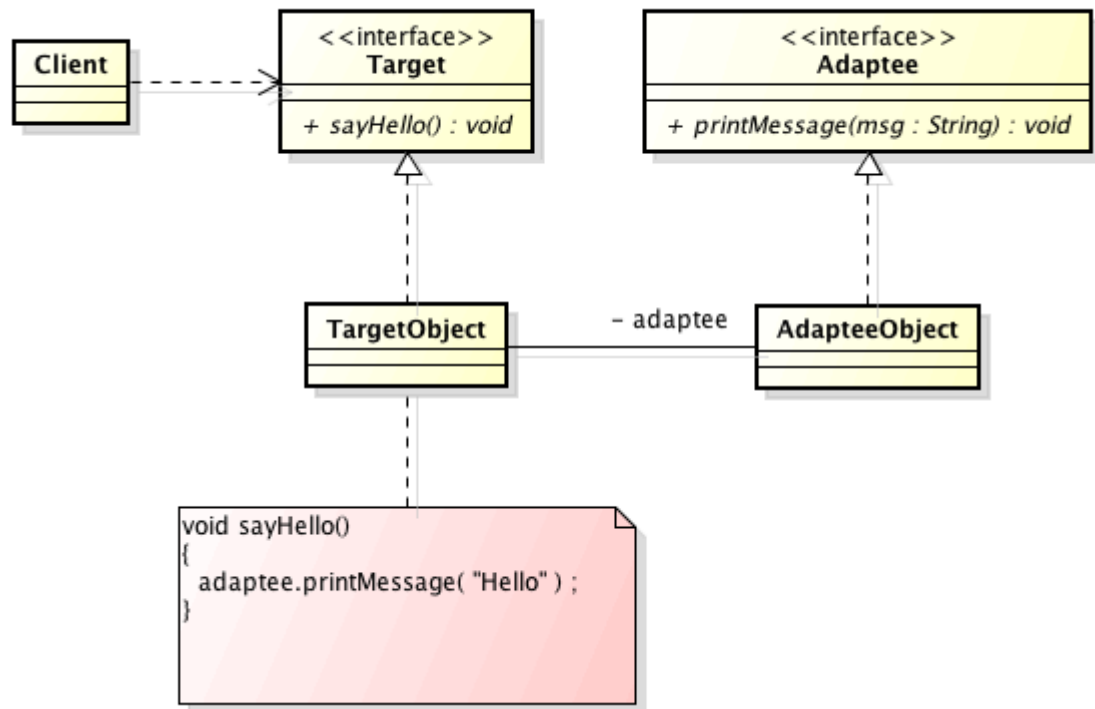 Client
<<interface>>
Target
+ sayHello() : void
<<interface>>
Adaptee
+ printMessage(msg : String) : void
TargetObject
- adaptee
AdapteeObject
void sayHello()
{
adaptee.printMessage( "Hello" ) ;
}